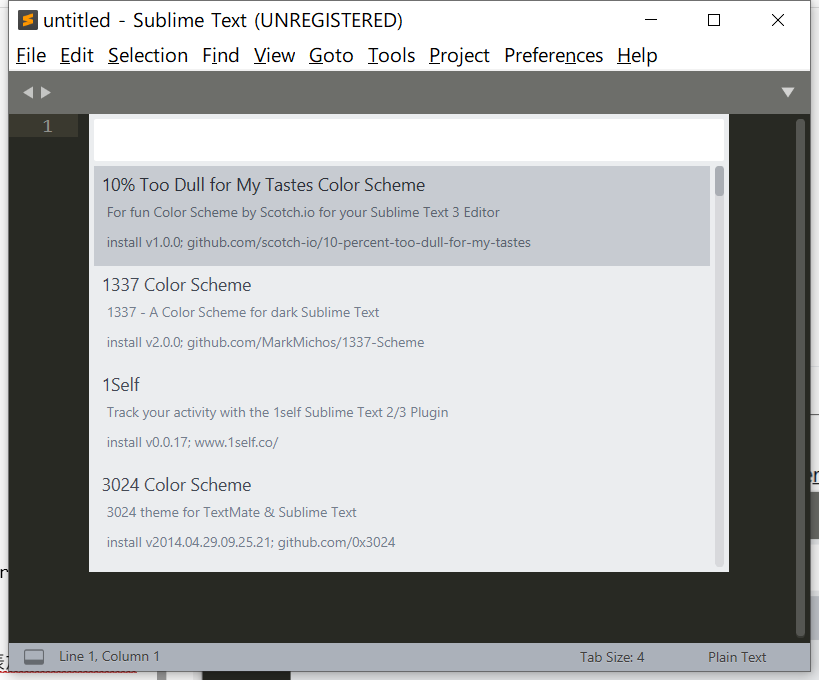 untitled - Sublime Text (UNREGISTERED)
File Edit Selection Find View Goto Tools Project Preferences Help
1
10% Too Dull for My Tastes Color Scheme
For fun Color Scheme by Scotch.io for your Sublime Text 3 Editor
install v1.0.0; github.com/scotch-io/10-percent-too-dull-for-my-tastes
1337 Color Scheme
1337 - A Color Scheme for dark Sublime Text
install v2.0.0; github.com/MarkMichos/1337-Scheme
1Self
Track your activity with the 1self Sublime Text 2/3 Plugin
install v0.0.17; www.1self.co/
3024 Color Scheme
3024 theme for TextMate & Sublime Text
install v2014.04.29.09.25.21; github.com/0x3024
Line 1, Column 1 Tab Size: 4 Plain Text